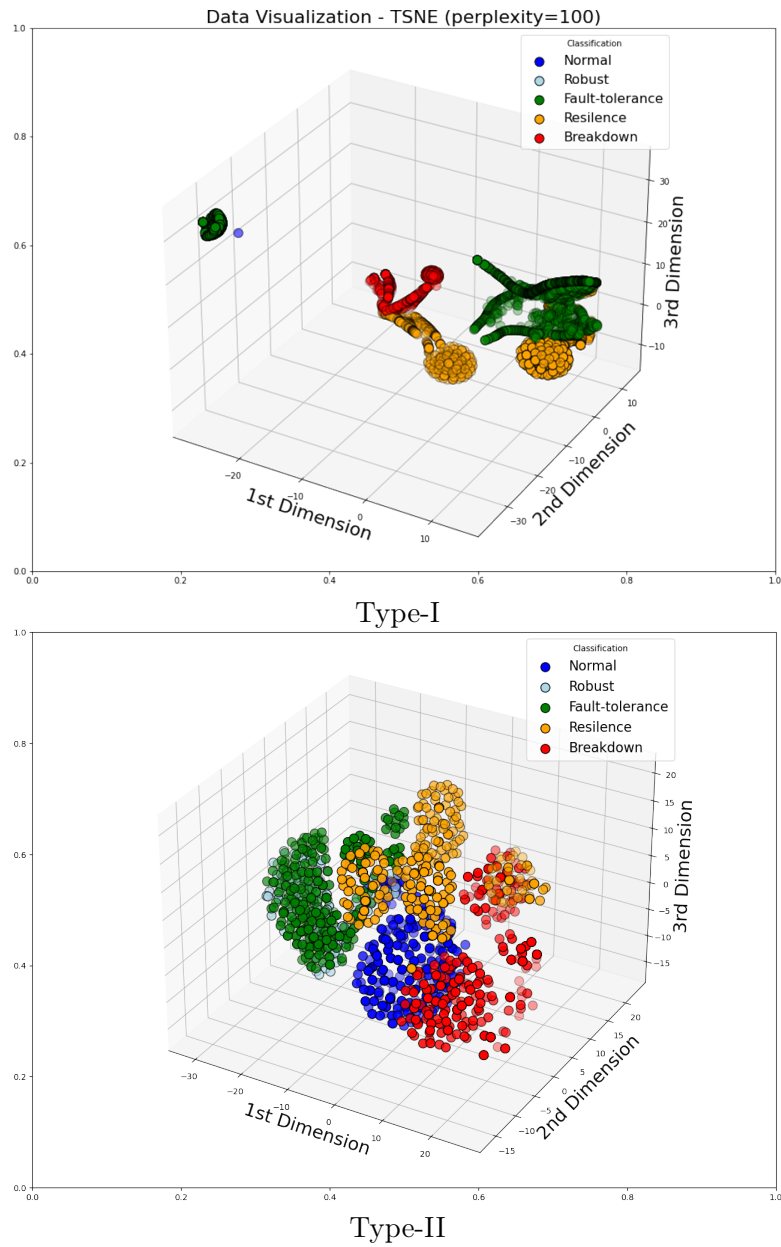 Data Visualization - TSNE (perplexity=100)
1.0
0.8
0.6
0.4
0.2
0.0
0.0
0.2
0.4
0.6
0.8
1.0
Classification
Normal
Robust
Fault-tolerance
Resilence
Breakdown
30
20
10
0
−10
3rd Dimension
10
0
−10
−20
−30
2nd Dimension
−20
−10
0
10
1st Dimension
Type-I
1.0
0.8
0.6
0.4
0.2
0.0
0.0
0.2
0.4
0.6
0.8
1.0
Classification
Normal
Robust
Fault-tolerance
Resilence
Breakdown
20
15
10
5
0
−5
−10
−15
3rd Dimension
20
15
10
5
0
−5
−10
−15
2nd Dimension
−30
−20
−10
0
10
20
1st Dimension
Type-II